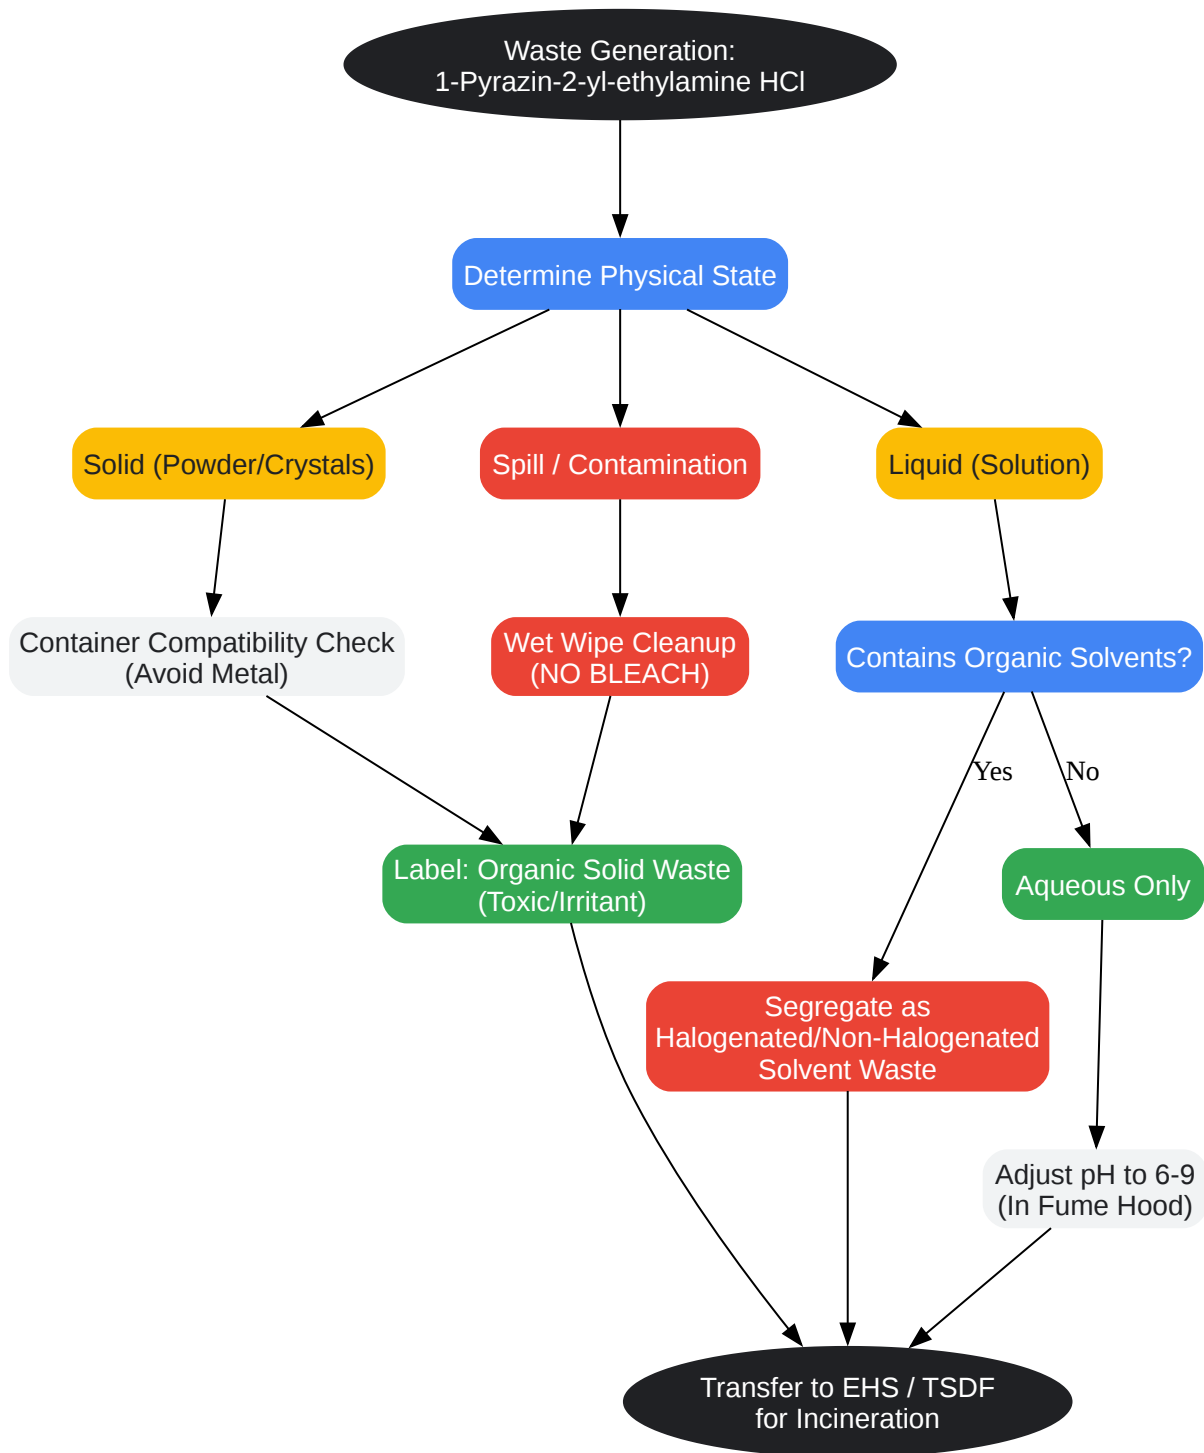 Waste Generation:
1-Pyrazin-2-yl-ethylamine HCl
Determine Physical State
Solid (Powder/Crystals)
Spill / Contamination
Liquid (Solution)
Container Compatibility Check
(Avoid Metal)
Wet Wipe Cleanup
(NO BLEACH)
Contains Organic Solvents?
Yes
No
Label: Organic Solid Waste
(Toxic/Irritant)
Aqueous Only
Segregate as
Halogenated/Non-Halogenated
Solvent Waste
Adjust pH to 6-9
(In Fume Hood)
Transfer to EHS / TSDF
for Incineration